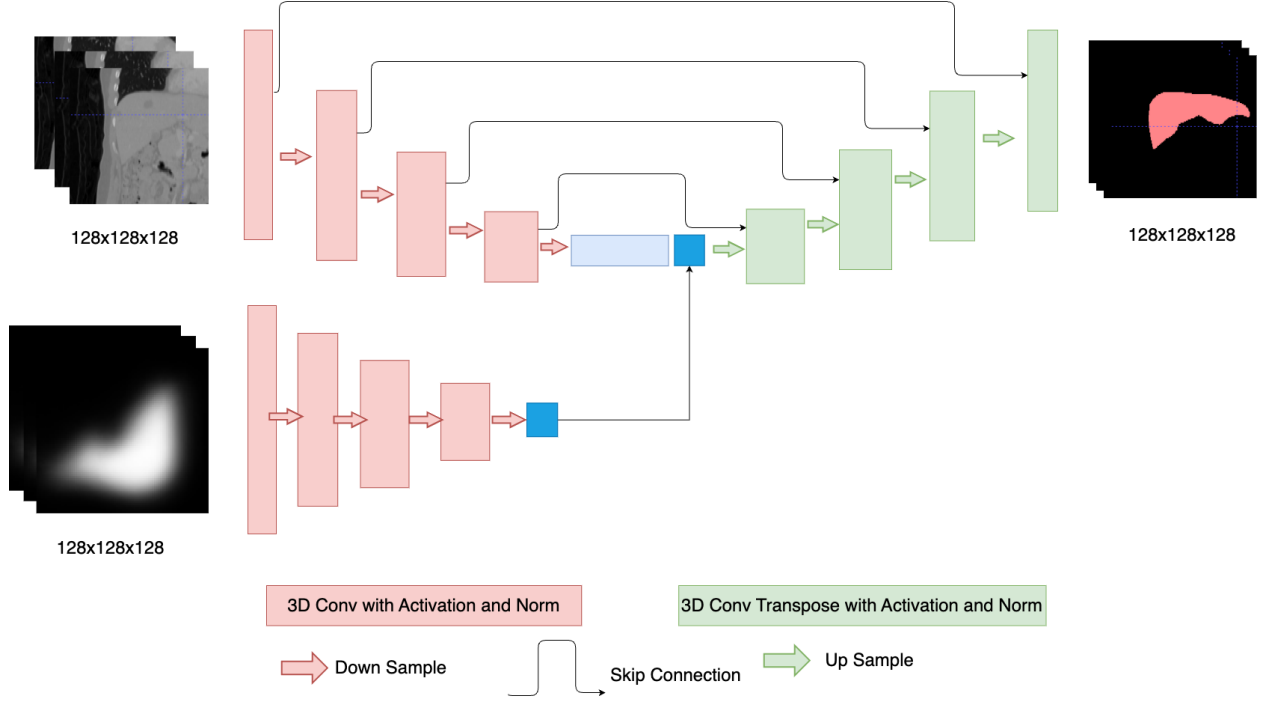 128x128x128
128x128x128
128x128x128
3D Conv with Activation and Norm
3D Conv Transpose with Activation and Norm
Down Sample
Skip Connection
Up Sample